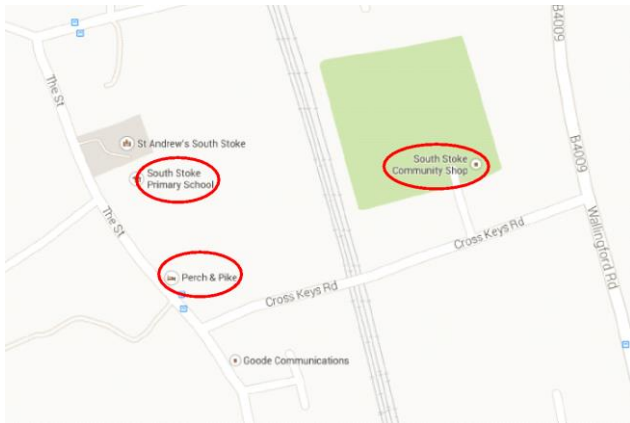 B4009
The St
St Andrew's South Stoke
South Stoke
Primary School
South Stoke
Community Shop
B4009
The St
Cross Keys Rd
Wallingford Rd
Perch & Pike
Cross Keys Rd
Goode Communications